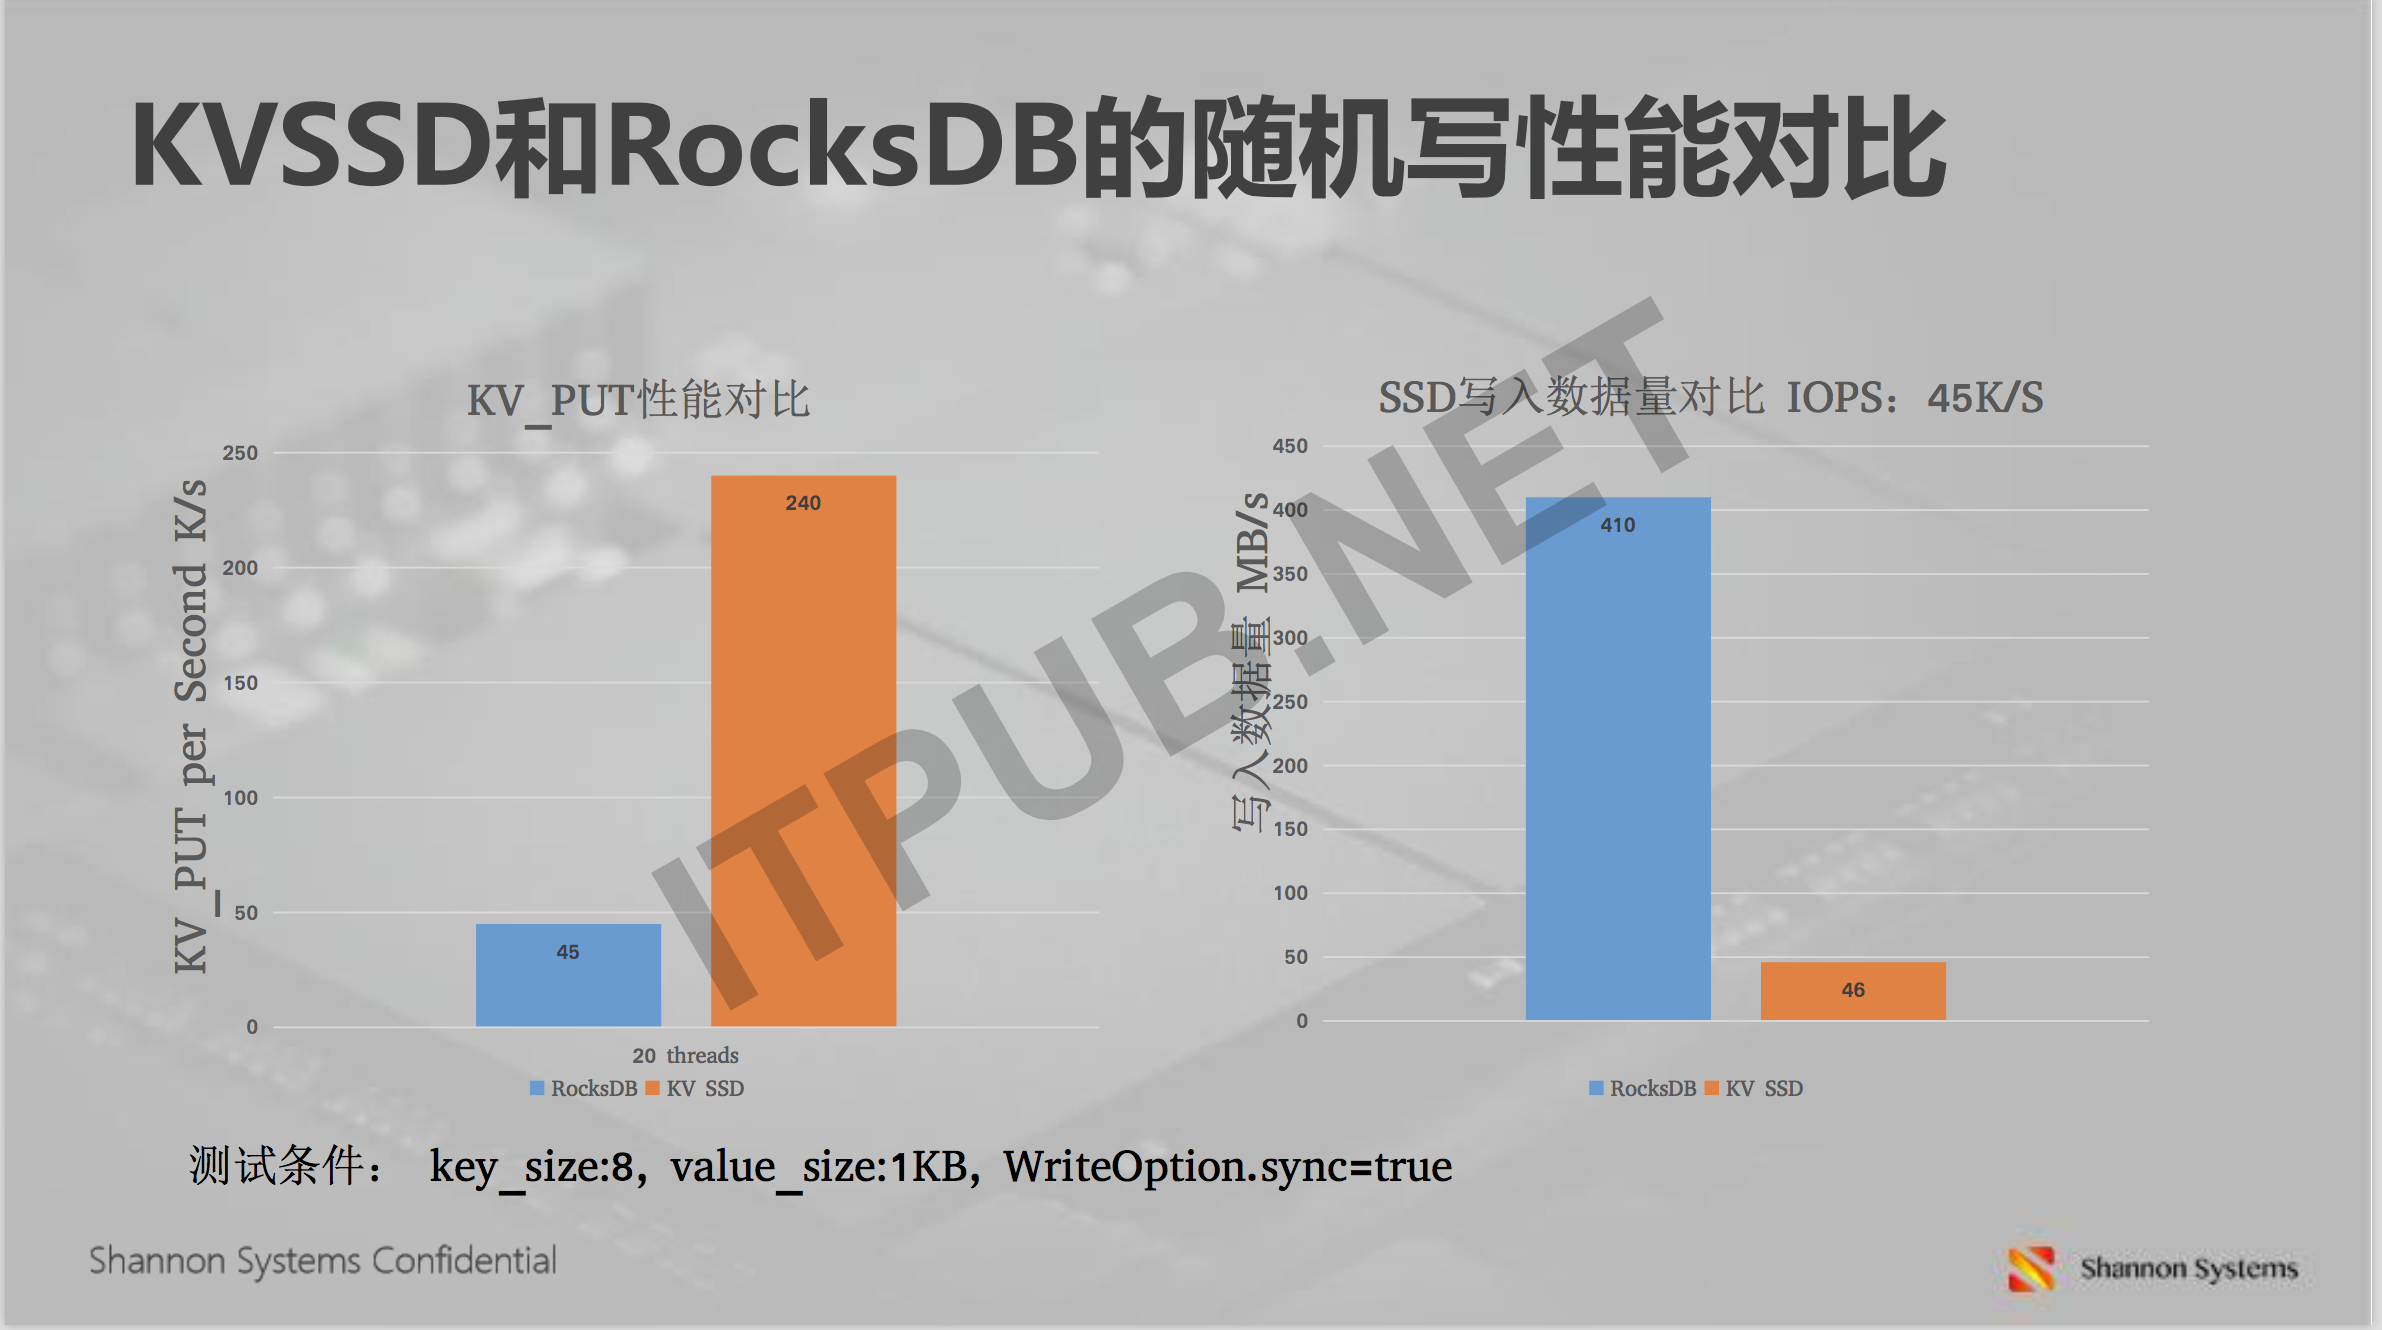 KVSSD和RocksDB的随机写性能对比
KV_PUT性能对比
KV_PUT per Second K/s
250
200
150
100
50
0
240
45
20 threads
RocksDB KV SSD
SSD写入数据量对比 IOPS：45K/S
写入数据量 MB/s
450
400
350
300
250
200
150
100
50
0
410
46
RocksDB KV SSD
ITPUB.NET
测试条件： key_size:8, value_size:1KB, WriteOption.sync=true
Shannon Systems Confidential
Shannon Systems